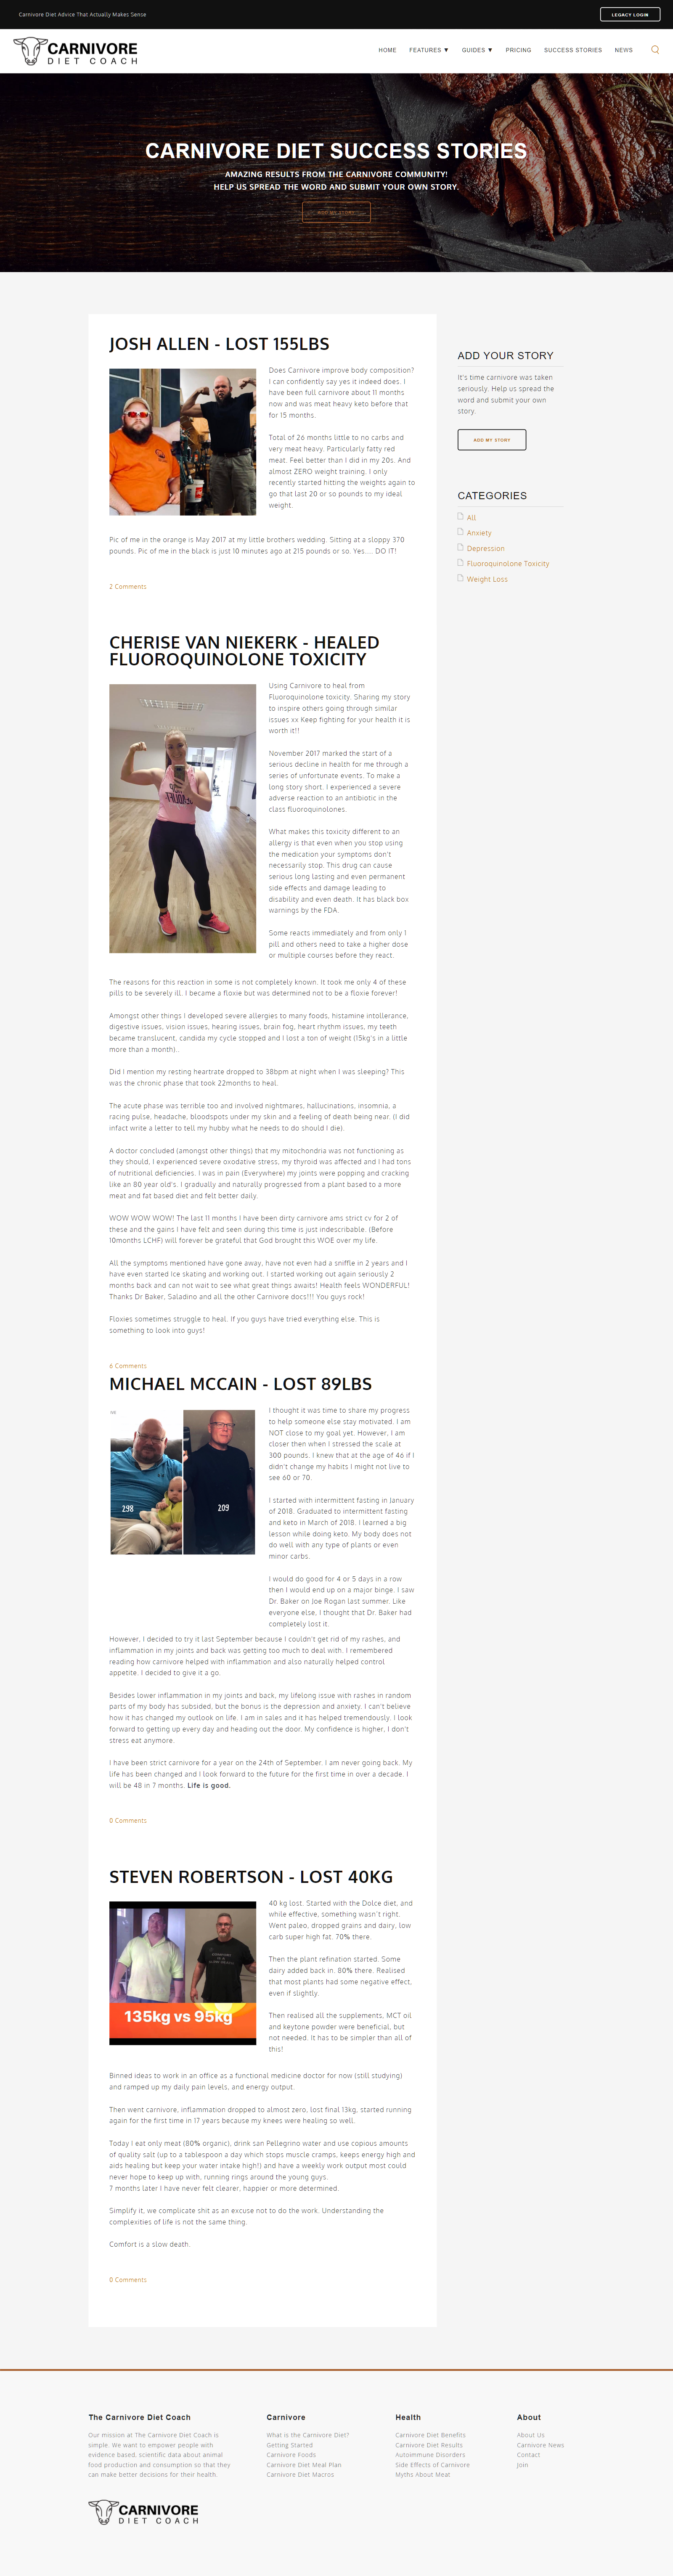 Carnivore Diet Advice That Actually Makes Sense
LEGACY LOGIN
CARNIVORE
DIET COACH
HOME
FEATURES ▼
GUIDES ▼
PRICING
SUCCESS STORIES
NEWS
CARNIVORE DIET SUCCESS STORIES
AMAZING RESULTS FROM THE CARNIVORE COMMUNITY!
HELP US SPREAD THE WORD AND SUBMIT YOUR OWN STORY.
ADD MY STORY
JOSH ALLEN - LOST 155LBS
Does Carnivore improve body composition?
I can confidently say yes it indeed does. I
have been full carnivore about 11 months
now and was meat heavy keto before that
for 15 months.
Total of 26 months little to no carbs and
very meat heavy. Particularly fatty red
meat. Feel better than I did in my 20s. And
almost ZERO weight training. I only
recently started hitting the weights again to
go that last 20 or so pounds to my ideal
weight.
Pic of me in the orange is May 2017 at my little brothers wedding. Sitting at a sloppy 370
pounds. Pic of me in the black is just 10 minutes ago at 215 pounds or so. Yes.... DO IT!
2 Comments
ADD YOUR STORY
It's time carnivore was taken
seriously. Help us spread the
word and submit your own
story.
ADD MY STORY
CATEGORIES
All
Anxiety
Depression
Fluoroquinolone Toxicity
Weight Loss
CHERISE VAN NIEKERK - HEALED
FLUOROQUINOLONE TOXICITY
Using Carnivore to heal from
Fluoroquinolone toxicity. Sharing my story
to inspire others going through similar
issues xx Keep fighting for your health it is
worth it!!
November 2017 marked the start of a
serious decline in health for me through a
series of unfortunate events. To make a
long story short. I experienced a severe
adverse reaction to an antibiotic in the
class fluoroquinolones.
What makes this toxicity different to an
allergy is that even when you stop using
the medication your symptoms don't
necessarily stop. This drug can cause
serious long lasting and even permanent
side effects and damage leading to
disability and even death. It has black box
warnings by the FDA.
Some reacts immediately and from only 1
pill and others need to take a higher dose
or multiple courses before they react.
The reasons for this reaction in some is not completely known. It took me only 4 of these
pills to be severely ill. I became a floxie but was determined not to be a floxie forever!
Amongst other things I developed severe allergies to many foods, histamine intollerance,
digestive issues, vision issues, hearing issues, brain fog, heart rhythm issues, my teeth
became translucent, candida my cycle stopped and I lost a ton of weight (15kg's in a little
more than a month)..
Did I mention my resting heartrate dropped to 38bpm at night when I was sleeping? This
was the chronic phase that took 22months to heal.
The acute phase was terrible too and involved nightmares, hallucinations, insomnia, a
racing pulse, headache, bloodspots under my skin and a feeling of death being near. (I did
infact write a letter to tell my hubby what he needs to do should I die).
A doctor concluded (amongst other things) that my mitochondria was not functioning as
they should, I experienced severe oxodative stress, my thyroid was affected and I had tons
of nutritional deficiencies. I was in pain (Everywhere) my joints were popping and cracking
like an 80 year old's. I gradually and naturally progressed from a plant based to a more
meat and fat based diet and felt better daily.
WOW WOW WOW! The last 11 months I have been dirty carnivore ams strict cv for 2 of
these and the gains I have felt and seen during this time is just indescribable. (Before
10months LCHF) will forever be grateful that God brought this WOE over my life.
All the symptoms mentioned have gone away, have not even had a sniffle in 2 years and I
have even started Ice skating and working out. I started working out again seriously 2
months back and can not wait to see what great things awaits! Health feels WONDERFUL!
Thanks Dr Baker, Saladino and all the other Carnivore docs!!! You guys rock!
Floxies sometimes struggle to heal. If you guys have tried everything else. This is
something to look into guys!
6 Comments
MICHAEL MCCAIN - LOST 89LBS
298
209
I thought it was time to share my progress
to help someone else stay motivated. I am
NOT close to my goal yet. However, I am
closer then when I stressed the scale at
300 pounds. I knew that at the age of 46 if I
didn't change my habits I might not live to
see 60 or 70.
I started with intermittent fasting in January
of 2018. Graduated to intermittent fasting
and keto in March of 2018. I learned a big
lesson while doing keto. My body does not
do well with any type of plants or even
minor carbs.
I would do good for 4 or 5 days in a row
then I would end up on a major binge. I saw
Dr. Baker on Joe Rogan last summer. Like
everyone else, I thought that Dr. Baker had
completely lost it.
However, I decided to try it last September because I couldn't get rid of my rashes, and
inflammation in my joints and back was getting too much to deal with. I remembered
reading how carnivore helped with inflammation and also naturally helped control
appetite. I decided to give it a go.
Besides lower inflammation in my joints and back, my lifelong issue with rashes in random
parts of my body has subsided, but the bonus is the depression and anxiety. I can't believe
how it has changed my outlook on life. I am in sales and it has helped tremendously. I look
forward to getting up every day and heading out the door. My confidence is higher, I don't
stress eat anymore.
I have been strict carnivore for a year on the 24th of September. I am never going back. My
life has been changed and I look forward to the future for the first time in over a decade. I
will be 48 in 7 months. Life is good.
0 Comments
STEVEN ROBERTSON - LOST 40KG
135kg vs 95kg
40 kg lost. Started with the Dolce diet, and
while effective, something wasn't right.
Went paleo, dropped grains and dairy, low
carb super high fat. 70% there.
Then the plant refination started. Some
dairy added back in. 80% there. Realised
that most plants had some negative effect,
even if slightly.
Then realised all the supplements, MCT oil
and keytone powder were beneficial, but
not needed. It has to be simpler than all of
this!
Binned ideas to work in an office as a functional medicine doctor for now (still studying)
and ramped up my daily pain levels, and energy output.
Then went carnivore, inflammation dropped to almost zero, lost final 13kg, started running
again for the first time in 17 years because my knees were healing so well.
Today I eat only meat (80% organic), drink san Pellegrino water and use copious amounts
of quality salt (up to a tablespoon a day which stops muscle cramps, keeps energy high and
aids healing but keep your water intake high!) and have a weekly work output most could
never hope to keep up with, running rings around the young guys.
7 months later I have never felt clearer, happier or more determined.
Simplify it, we complicate shit as an excuse not to do the work. Understanding the
complexities of life is not the same thing.
Comfort is a slow death.
0 Comments
The Carnivore Diet Coach
Our mission at The Carnivore Diet Coach is
simple. We want to empower people with
evidence based, scientific data about animal
food production and consumption so that they
can make better decisions for their health.
CARNIVORE
DIET COACH
Carnivore
What is the Carnivore Diet?
Getting Started
Carnivore Foods
Carnivore Diet Meal Plan
Carnivore Diet Macros
Health
Carnivore Diet Benefits
Carnivore Diet Results
Autoimmune Disorders
Side Effects of Carnivore
Myths About Meat
About
About Us
Carnivore News
Contact
Join